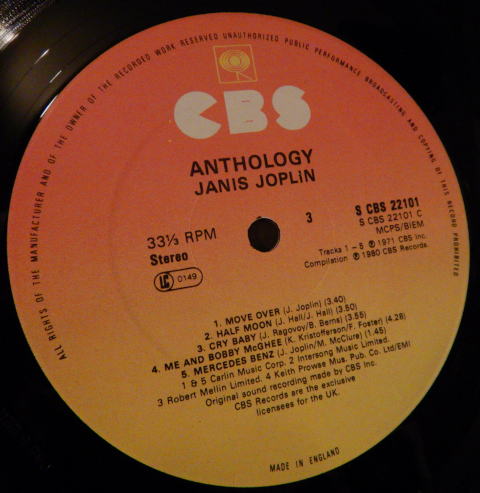 ALL RIGHTS OF THE MANUFACTURER AND OF THE OWNER OF THE RECORDED WORK RESERVED UNAUTHORIZED PUBLIC PERFORMANCE BROADCASTING AND COPYING OF THIS RECORD PROHIBITED
CBS
ANTHOLOGY
JANIS JOPLiN
33⅓ RPM
Stereo
LC 0149
3
S CBS 22101
S CBS 22101 C
MCPS/BIEM
Tracks 1 - 5 ℗ 1971 CBS Inc.
Compilation ℗ 1980 CBS Records.
1. MOVE OVER (J. Joplin) (3.40)
2. HALF MOON (J. Hall/J. Hall) (3.50)
3. CRY BABY (J. Ragovoy/B. Berns) (3.55)
4. ME AND BOBBY McGHEE (K. Kristofferson/F. Foster) (4.28)
5. MERCEDES BENZ (J. Joplin/M. McClure) (1.45)
1 & 5 Carlin Music Corp. 2 Intersong Music Limited.
3 Robert Mellin Limited. 4 Keith Prowse Mus. Pub. Co. Ltd/EMI
Original sound recording made by CBS Inc.
CBS Records are the exclusive
licensees for the UK.
MADE IN ENGLAND